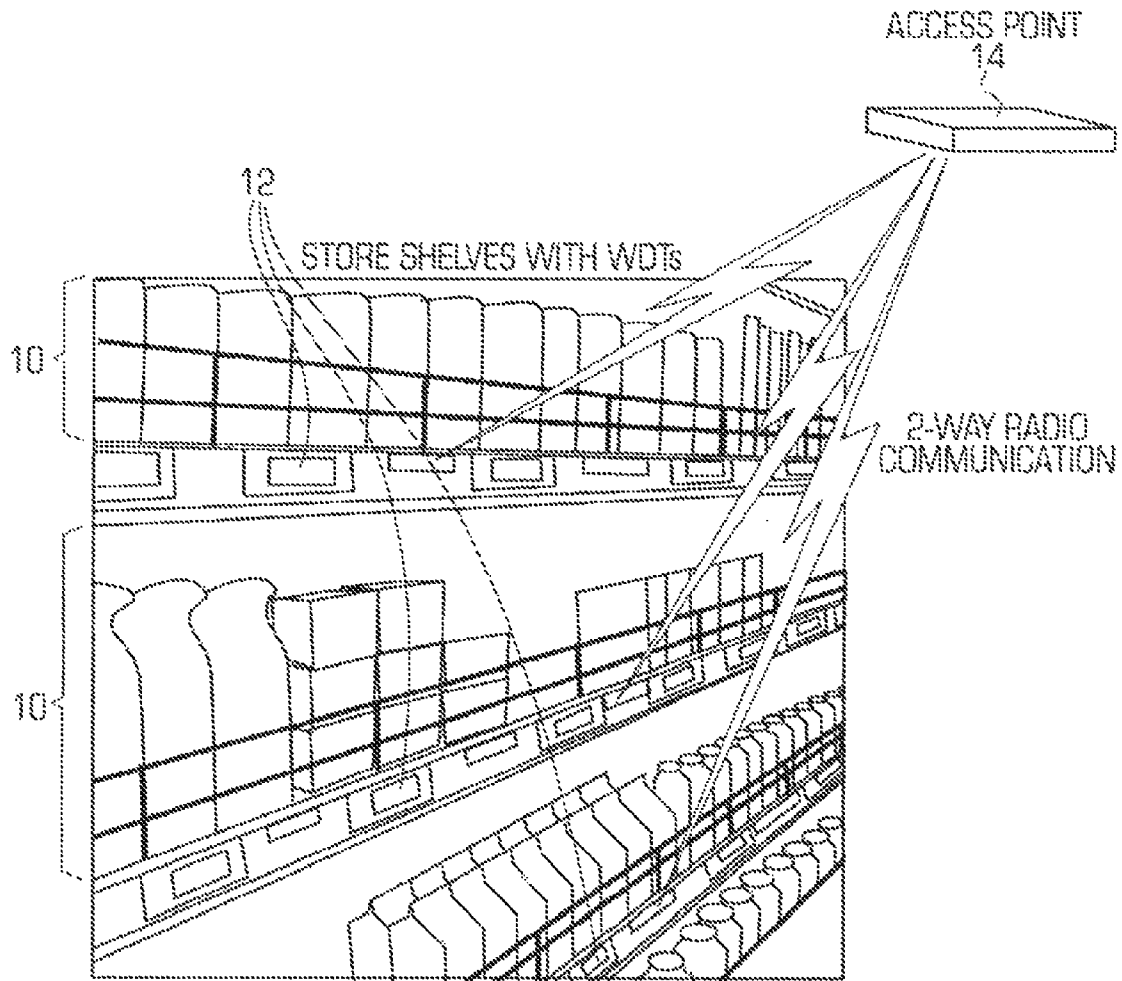 ACCESS POINT
14
12
STORE SHELVES WITH WDTs
10
2-WAY RADIO
COMMUNICATION
10